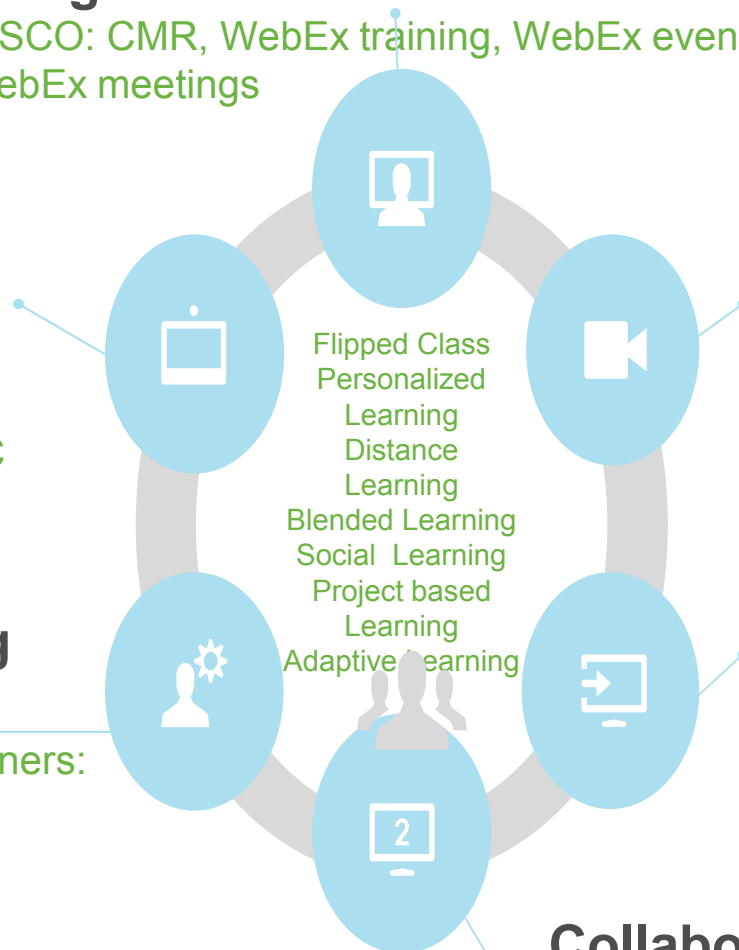 g
SCO: CMR, WebEx training, WebEx even
ebEx meetings
Flipped Class
Personalized
Learning
Distance
Learning
Blended Learning
Social Learning
Project based
Learning
Adaptive Learning
c
g
ners:
2
Collabo